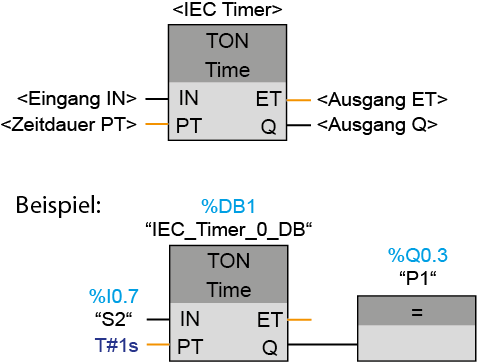 <IEC Timer>
TON
Time
<Eingang IN> IN ET <Ausgang ET>
<Zeitdauer PT> PT Q <Ausgang Q>
Beispiel:
%DB1
“IEC_Timer_0_DB“
TON
Time
%Q0.3
“P1“
=
%I0.7
“S2“ IN ET
T#1s PT Q